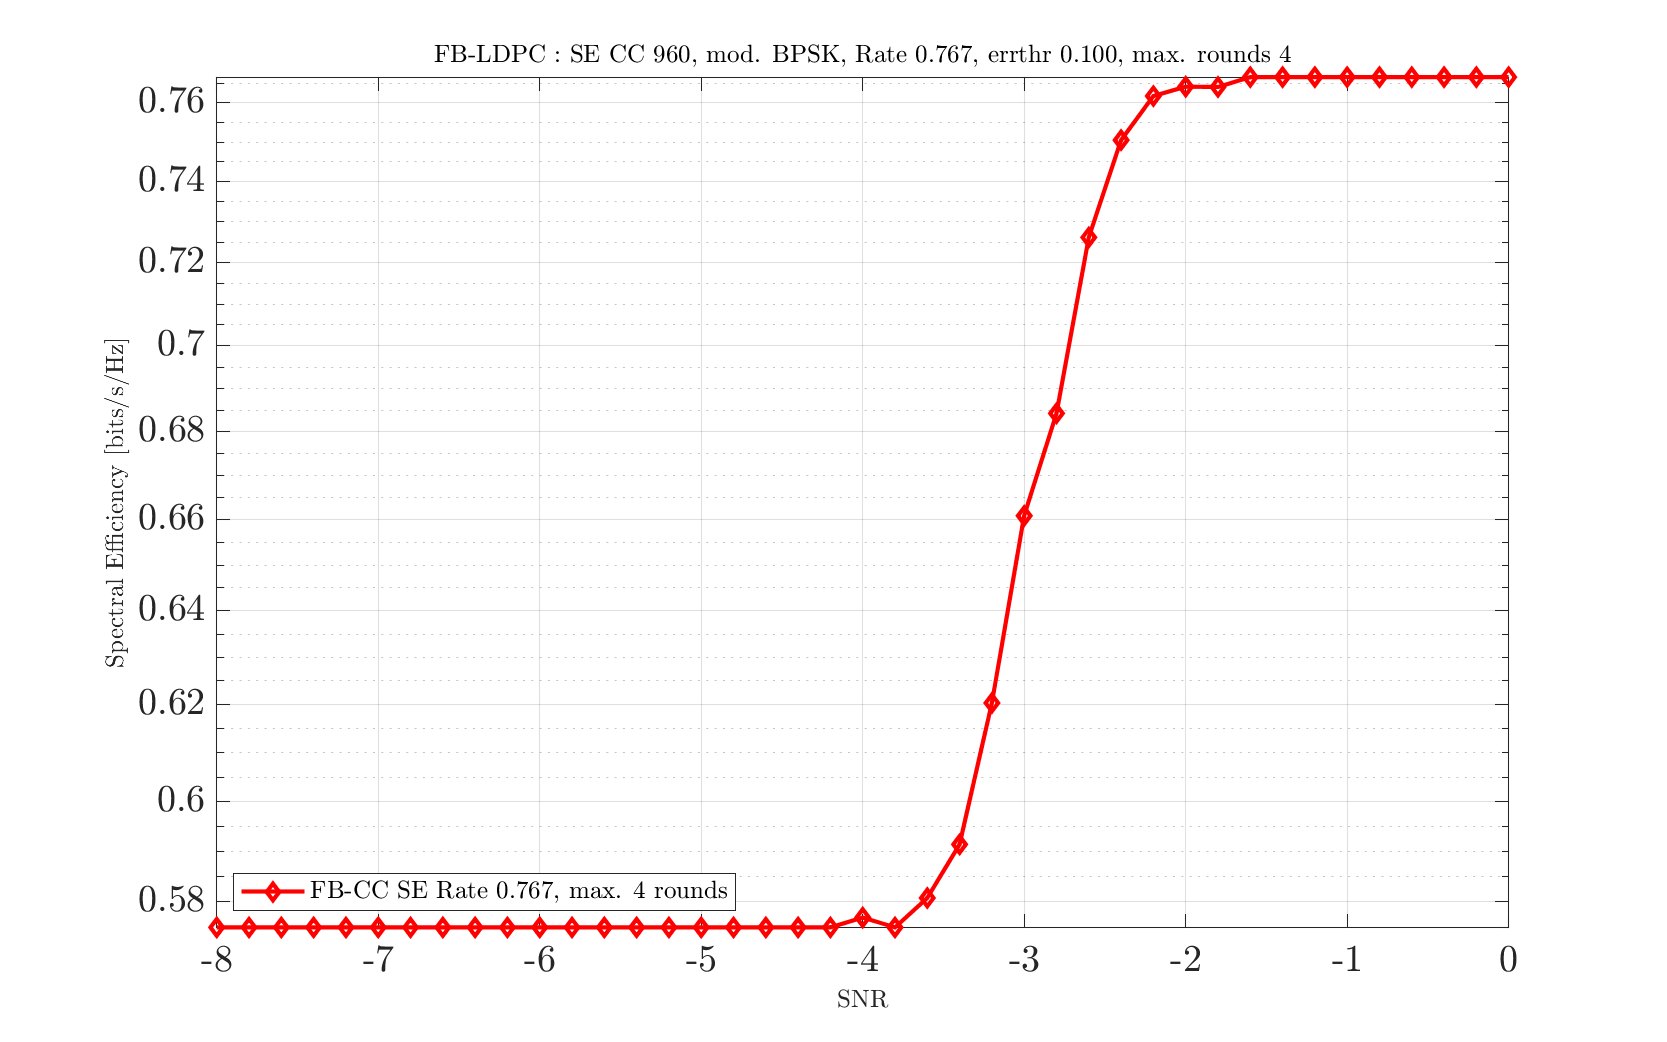 FB-LDPC : SE CC 960, mod. BPSK, Rate 0.767, errthr 0.100, max. rounds 4
0.76
0.74
0.72
0.7
0.68
0.66
0.64
0.62
0.6
0.58
Spectral Efficiency [bits/s/Hz]
FB-CC SE Rate 0.767, max. 4 rounds
-8 -7 -6 -5 -4 -3 -2 -1 0
SNR